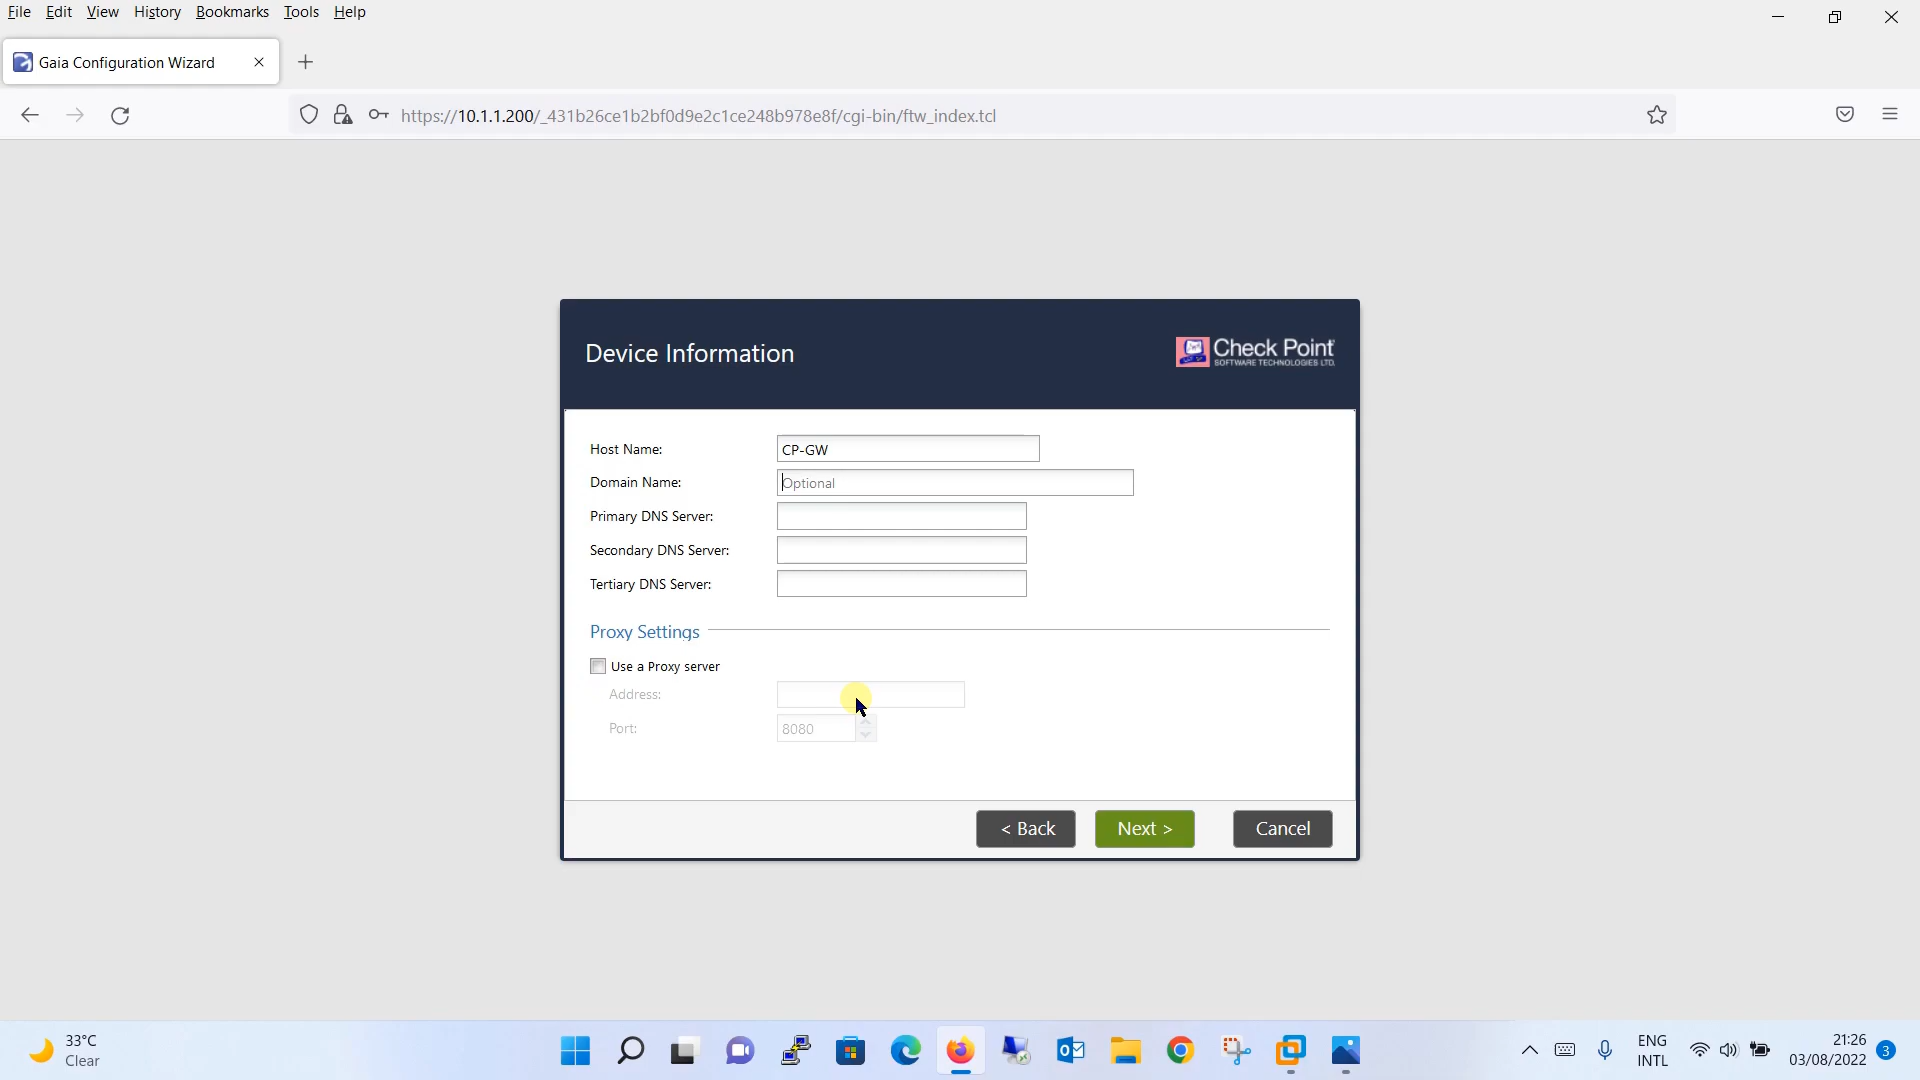 File Edit View History Bookmarks Tools Help
Gaia Configuration Wizard
https://10.1.1.200/_431b26ce1b2bf0d9e2c1ce248b978e8f/cgi-bin/ftw_index.tcl
Device Information
Check Point
SOFTWARE TECHNOLOGIES LTD.
Host Name: CP-GW
Domain Name: Optional
Primary DNS Server:
Secondary DNS Server:
Tertiary DNS Server:
Proxy Settings
Use a Proxy server
Address:
Port: 8080
< Back Next > Cancel
33°C
Clear
ENG
INTL
21:26
03/08/2022
3